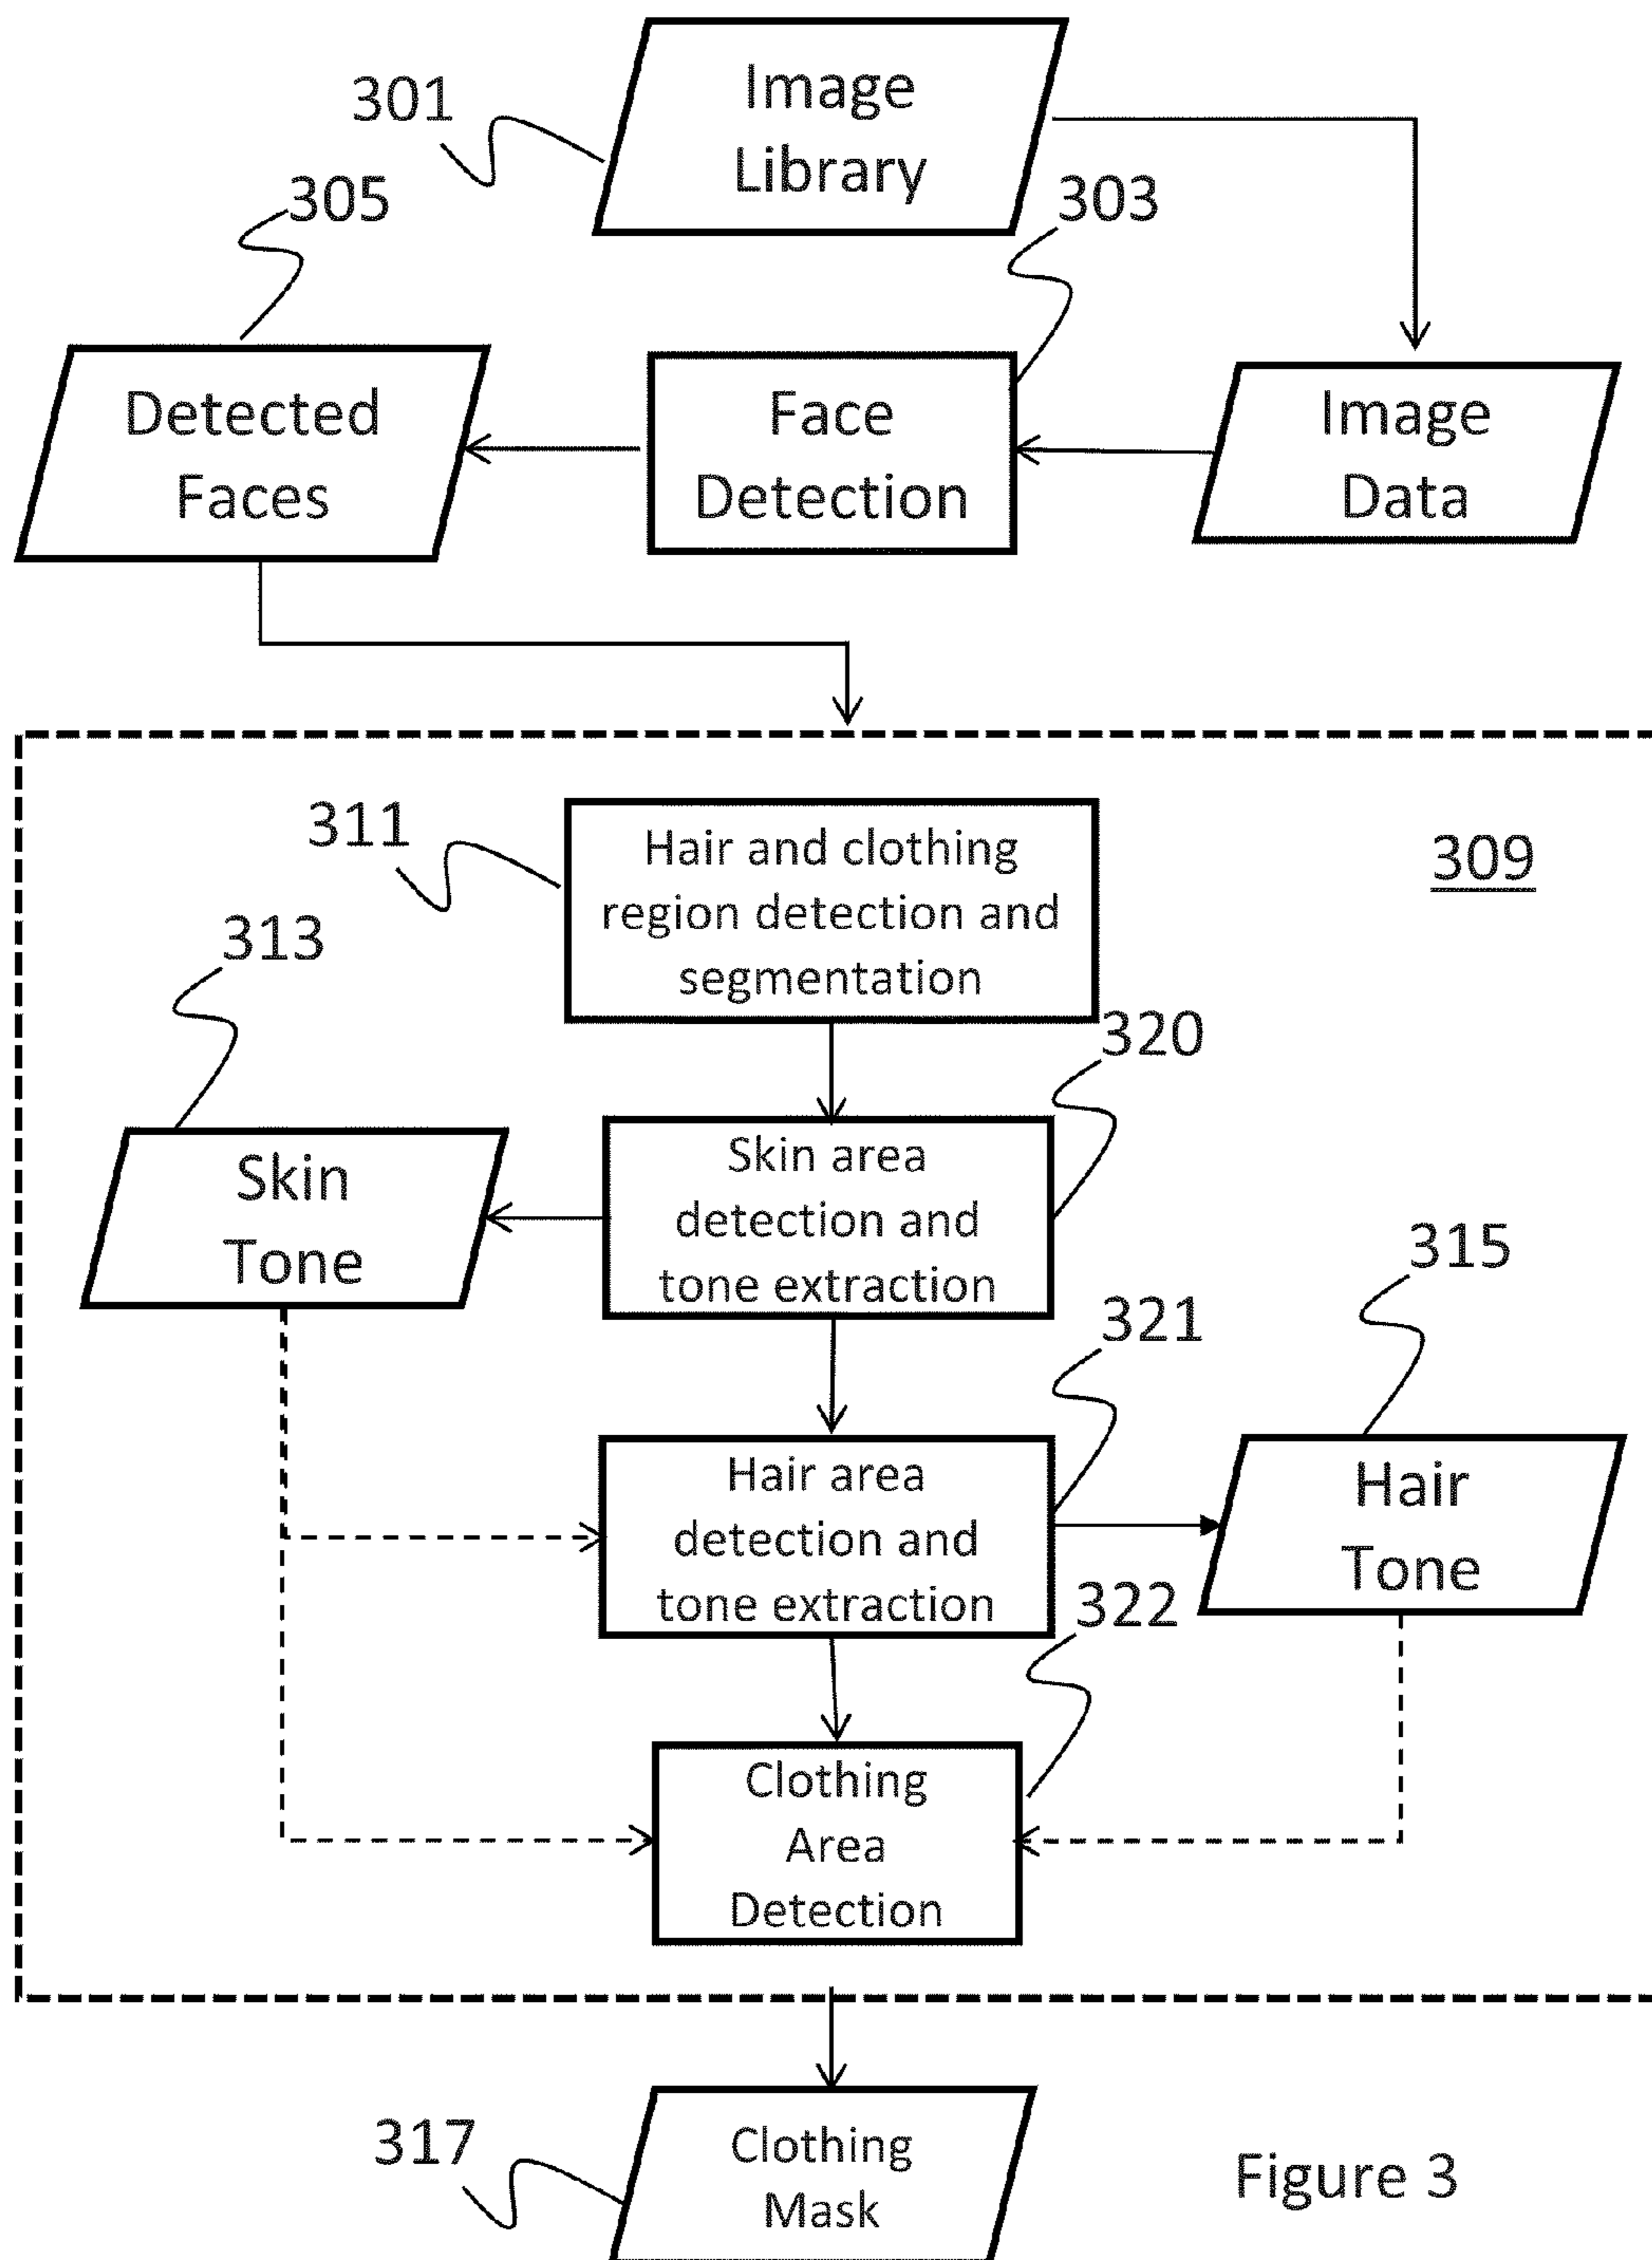 301
Image
Library
305
303
Detected
Faces
Face
Detection
Image
Data
309
311
Hair and clothing
region detection and
segmentation
313
320
Skin
Tone
Skin area
detection and
tone extraction
315
321
Hair area
detection and
tone extraction
Hair
Tone
322
Clothing
Area
Detection
317
Clothing
Mask
Figure 3